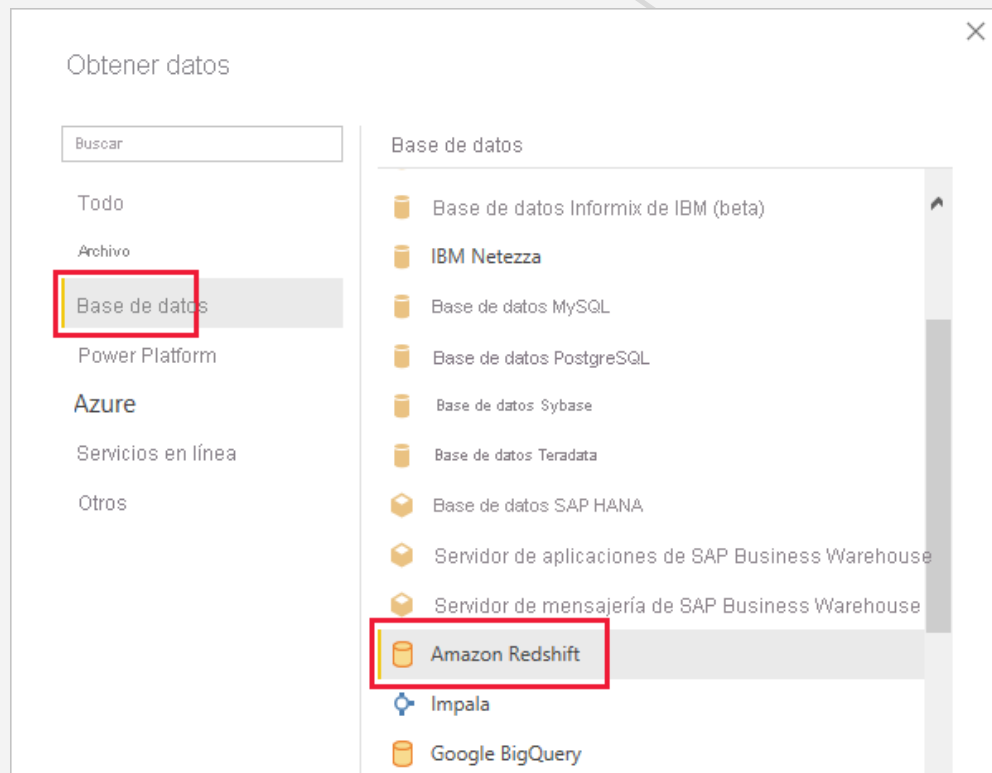 Obtener datos
Buscar
Todo
Archivo
Base de datos
Power Platform
Azure
Servicios en línea
Otros
Base de datos
Base de datos Informix de IBM (beta)
IBM Netezza
Base de datos MySQL
Base de datos PostgreSQL
Base de datos Sybase
Base de datos Teradata
Base de datos SAP HANA
Servidor de aplicaciones de SAP Business Warehouse
Servidor de mensajería de SAP Business Warehouse
Amazon Redshift
Impala
Google BigQuery